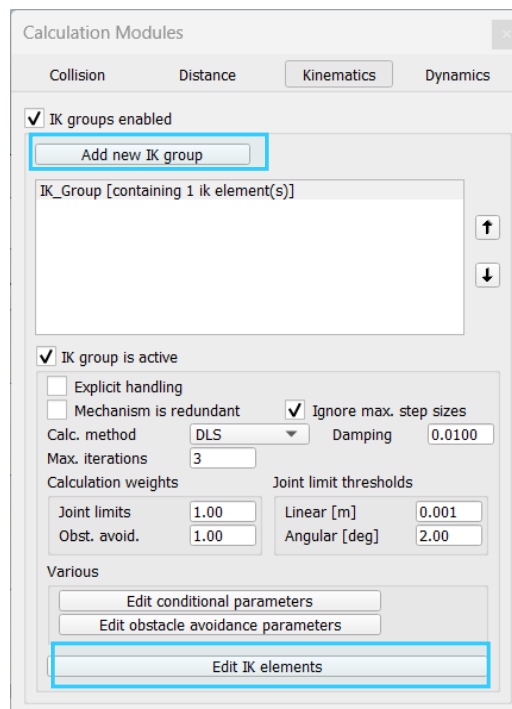 Calculation Modules
Collision Distance Kinematics Dynamics
IK groups enabled
Add new IK group
IK_Group [containing 1 ik element(s)]
IK group is active
Explicit handling
Mechanism is redundant Ignore max. step sizes
Calc. method DLS Damping 0.0100
Max. iterations 3
Calculation weights Joint limit thresholds
Joint limits 1.00 Linear [m] 0.001
Obst. avoid. 1.00 Angular [deg] 2.00
Various
Edit conditional parameters
Edit obstacle avoidance parameters
Edit IK elements